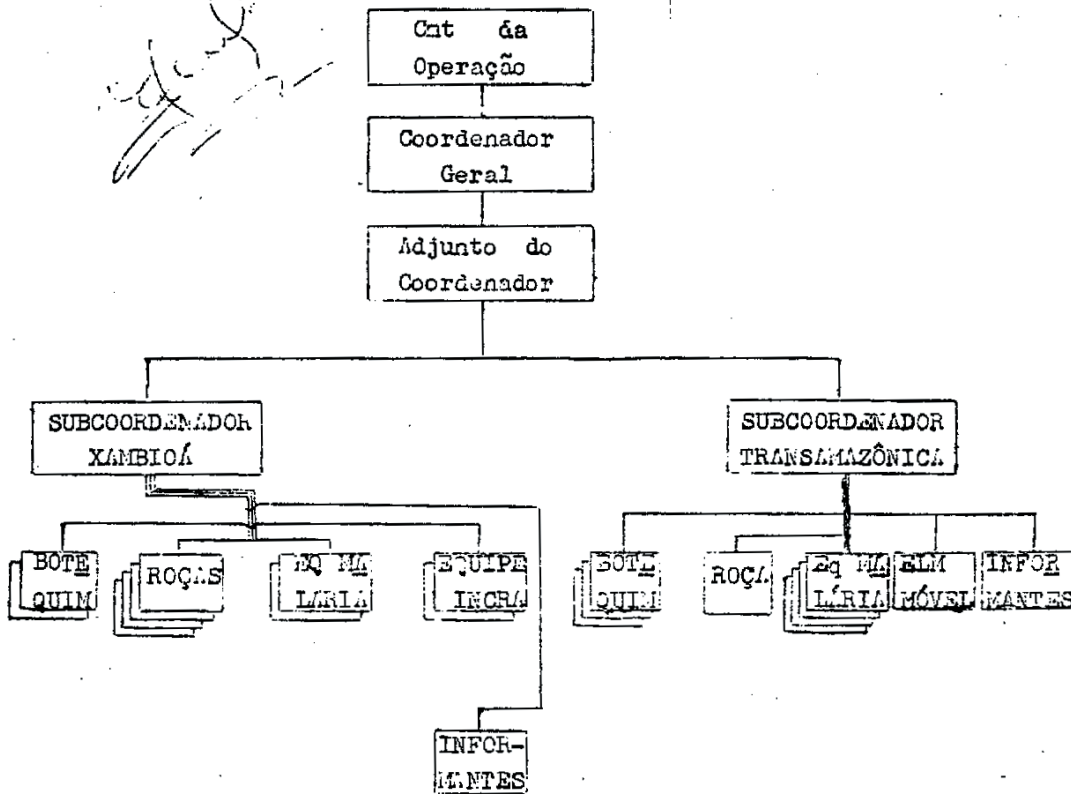 Cmt da
Operação
Coordenador
Geral
Adjunto do
Coordenador
SUBCOORDENADOR
XAMBIOÁ
SUBCOORDENADOR
TRANSAMAZÔNICA
BOTE
QUIM
ROÇAS
EQ MA
LARIA
EQUIPE
INCRA
BOTE
QUIM
ROÇA
Eq MA
LÁRIA
ELM
MÓVEL
INFOR
MANTES
INFOR-
MANTES